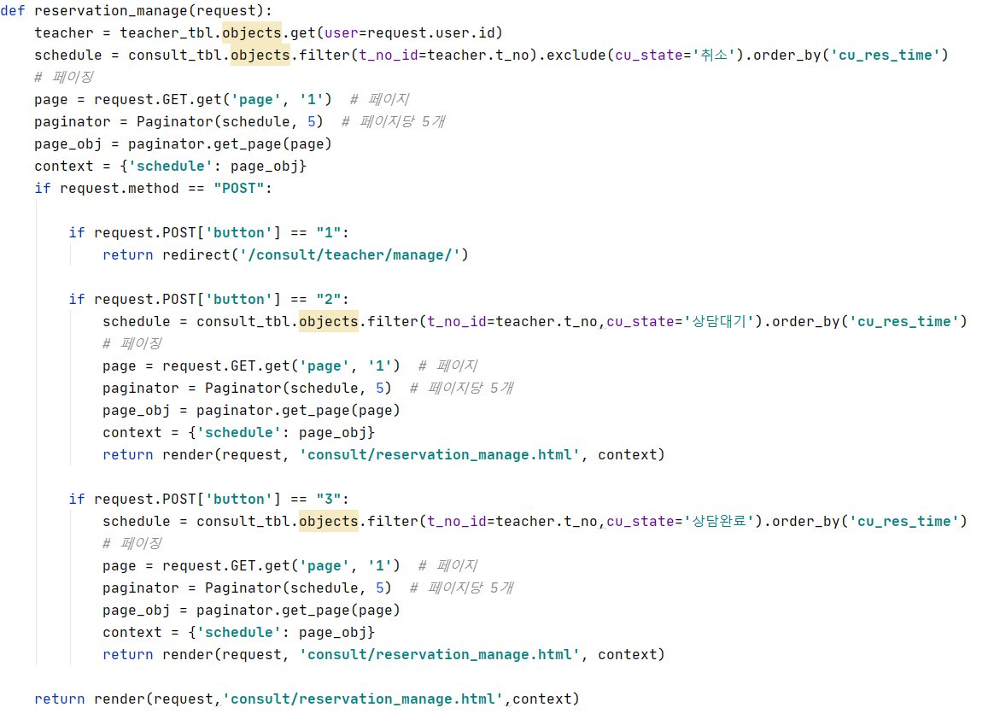 def reservation_manage(request):
    teacher = teacher_tbl.objects.get(user=request.user.id)
    schedule = consult_tbl.objects.filter(t_no_id=teacher.t_no).exclude(cu_state='취소').order_by('cu_res_time')
    # 페이징
    page = request.GET.get('page', '1')  # 페이지
    paginator = Paginator(schedule, 5)  # 페이지당 5개
    page_obj = paginator.get_page(page)
    context = {'schedule': page_obj}
    if request.method == "POST":
        if request.POST['button'] == "1":
            return redirect('/consult/teacher/manage/')
        if request.POST['button'] == "2":
            schedule = consult_tbl.objects.filter(t_no_id=teacher.t_no,cu_state='상담대기').order_by('cu_res_time')
            # 페이징
            page = request.GET.get('page', '1')  # 페이지
            paginator = Paginator(schedule, 5)  # 페이지당 5개
            page_obj = paginator.get_page(page)
            context = {'schedule': page_obj}
            return render(request, 'consult/reservation_manage.html', context)
        if request.POST['button'] == "3":
            schedule = consult_tbl.objects.filter(t_no_id=teacher.t_no,cu_state='상담완료').order_by('cu_res_time')
            # 페이징
            page = request.GET.get('page', '1')  # 페이지
            paginator = Paginator(schedule, 5)  # 페이지당 5개
            page_obj = paginator.get_page(page)
            context = {'schedule': page_obj}
            return render(request, 'consult/reservation_manage.html', context)
    return render(request,'consult/reservation_manage.html',context)